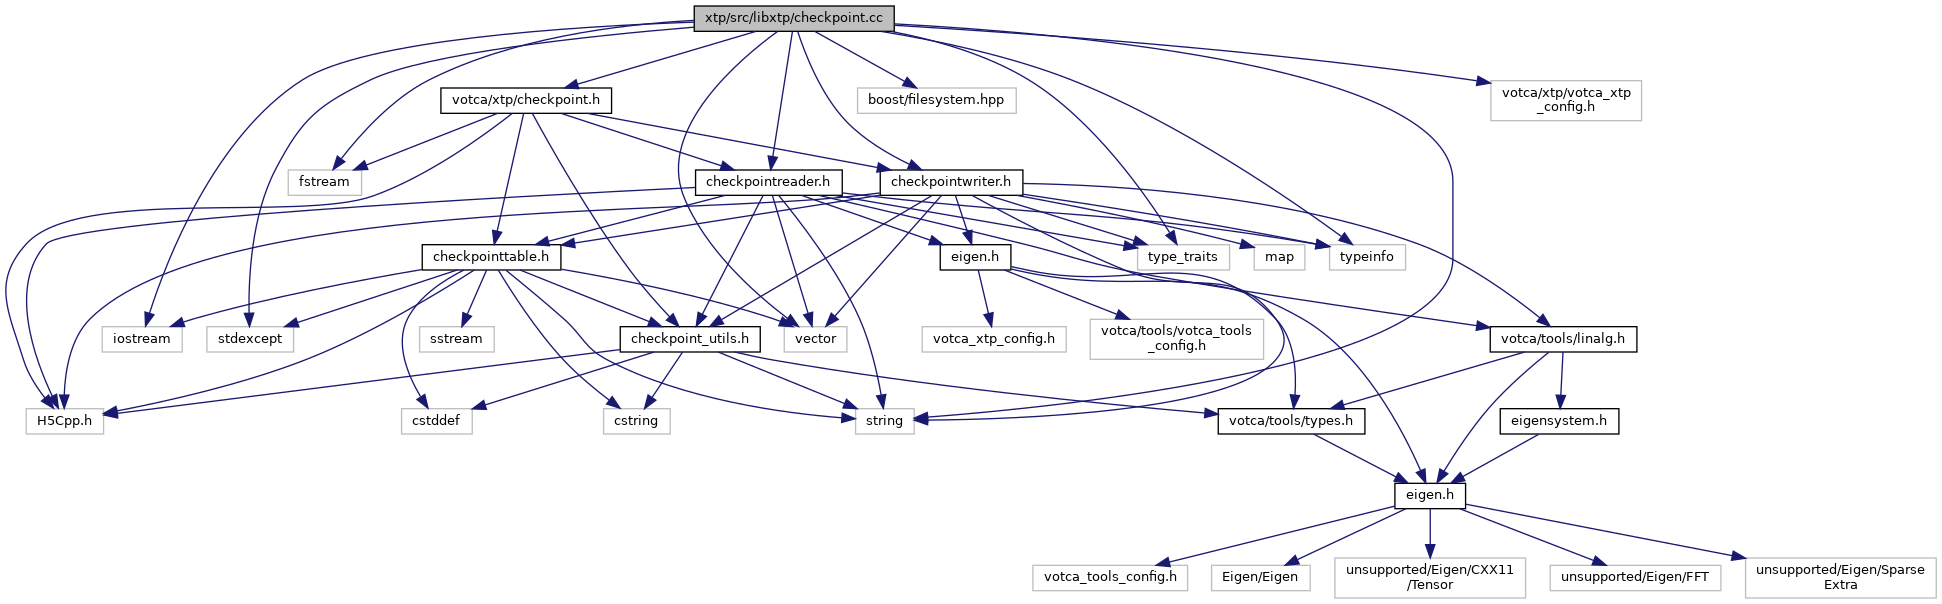 xtp/src/libxtp/checkpoint.cc
votca/xtp/checkpoint.h
boost/filesystem.hpp
votca/xtp/votca_xtp
_config.h
fstream
checkpointreader.h
checkpointwriter.h
checkpointtable.h
eigen.h
type_traits
map
typeinfo
iostream
stdexcept
sstream
checkpoint_utils.h
vector
votca_xtp_config.h
votca/tools/votca_tools
_config.h
votca/tools/linalg.h
H5Cpp.h
cstddef
cstring
string
votca/tools/types.h
eigensystem.h
eigen.h
votca_tools_config.h
Eigen/Eigen
unsupported/Eigen/CXX11
/Tensor
unsupported/Eigen/FFT
unsupported/Eigen/Sparse
Extra